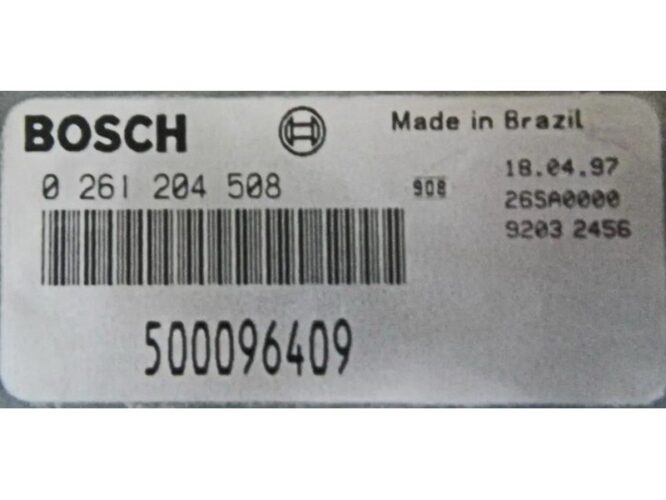 BOSCH
Made in Brazil
0 261 204 508
908
18.04.97
265A0000
9203 2456
500096409